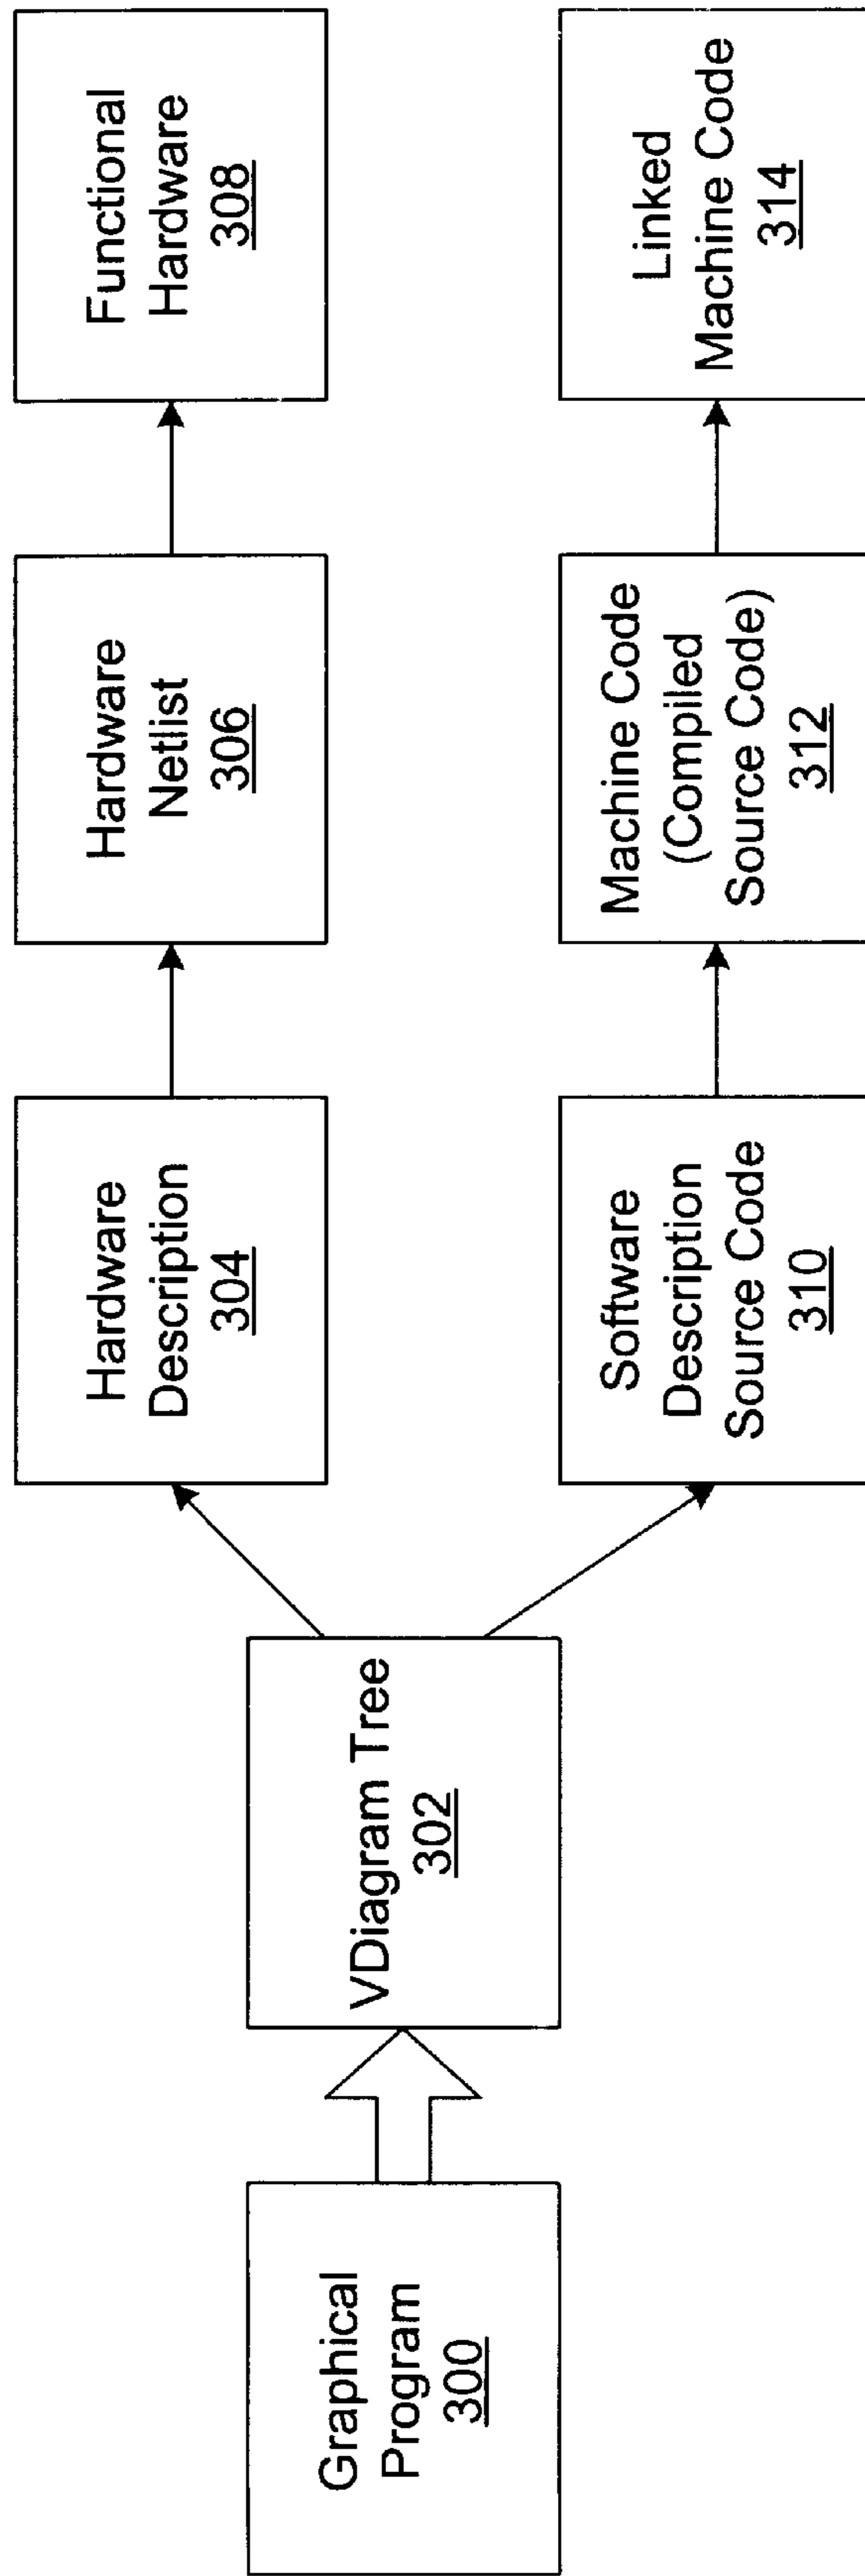 Graphical
Program
300
VDiagram Tree
302
Hardware
Description
304
Hardware
Netlist
306
Functional
Hardware
308
Software
Description
Source Code
310
Machine Code
(Compiled
Source Code)
312
Linked
Machine Code
314